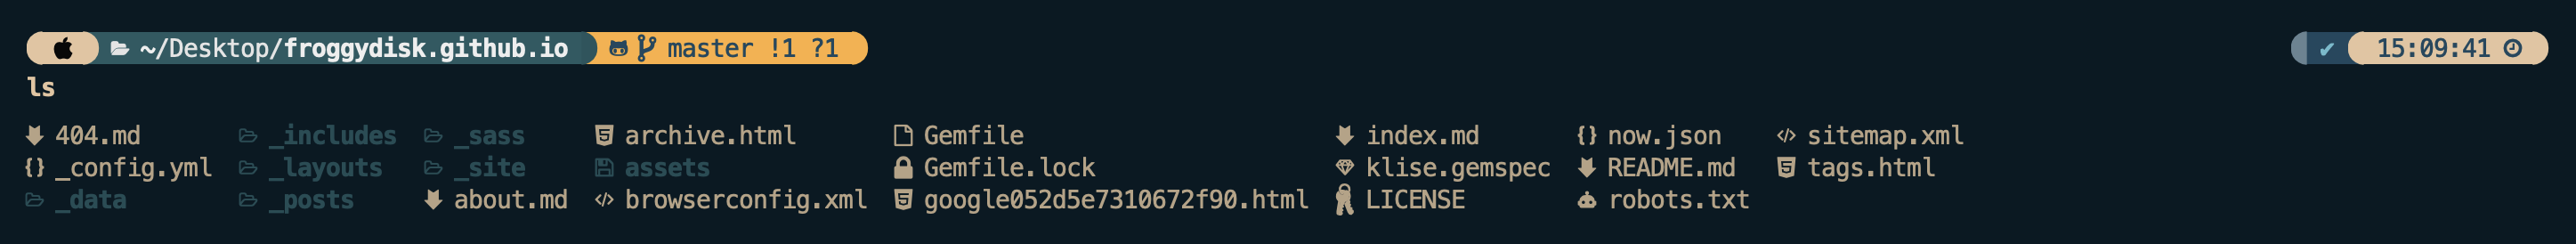 ~/Desktop/froggydisk.github.io master !1 ?1 ✔ 15:09:41
ls
404.md _includes _sass archive.html Gemfile index.md now.json sitemap.xml
_config.yml _layouts _site assets Gemfile.lock klise.gemspec README.md tags.html
_data _posts about.md browserconfig.xml google052d5e7310672f90.html LICENSE robots.txt